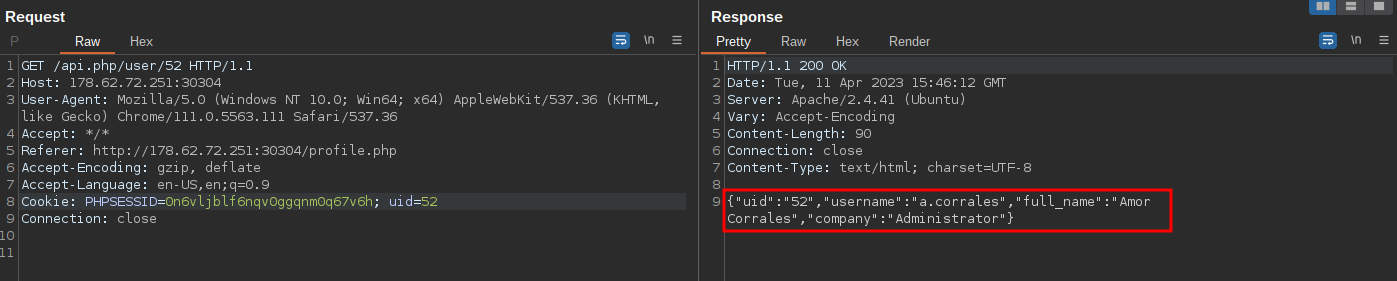 Request
P Raw Hex \n
1 GET /api.php/user/52 HTTP/1.1
2 Host: 178.62.72.251:30304
3 User-Agent: Mozilla/5.0 (Windows NT 10.0; Win64; x64) AppleWebKit/537.36 (KHTML,
like Gecko) Chrome/111.0.5563.111 Safari/537.36
4 Accept: */*
5 Referer: http://178.62.72.251:30304/profile.php
6 Accept-Encoding: gzip, deflate
7 Accept-Language: en-US,en;q=0.9
8 Cookie: PHPSESSID=0n6vljblf6nqv0ggqnm0q67v6h; uid=52
9 Connection: close
10
11
Response
Pretty Raw Hex Render \n
1 HTTP/1.1 200 OK
2 Date: Tue, 11 Apr 2023 15:46:12 GMT
3 Server: Apache/2.4.41 (Ubuntu)
4 Vary: Accept-Encoding
5 Content-Length: 90
6 Connection: close
7 Content-Type: text/html; charset=UTF-8
8
9 {"uid":"52","username":"a.corrales","full_name":"Amor
Corrales","company":"Administrator"}